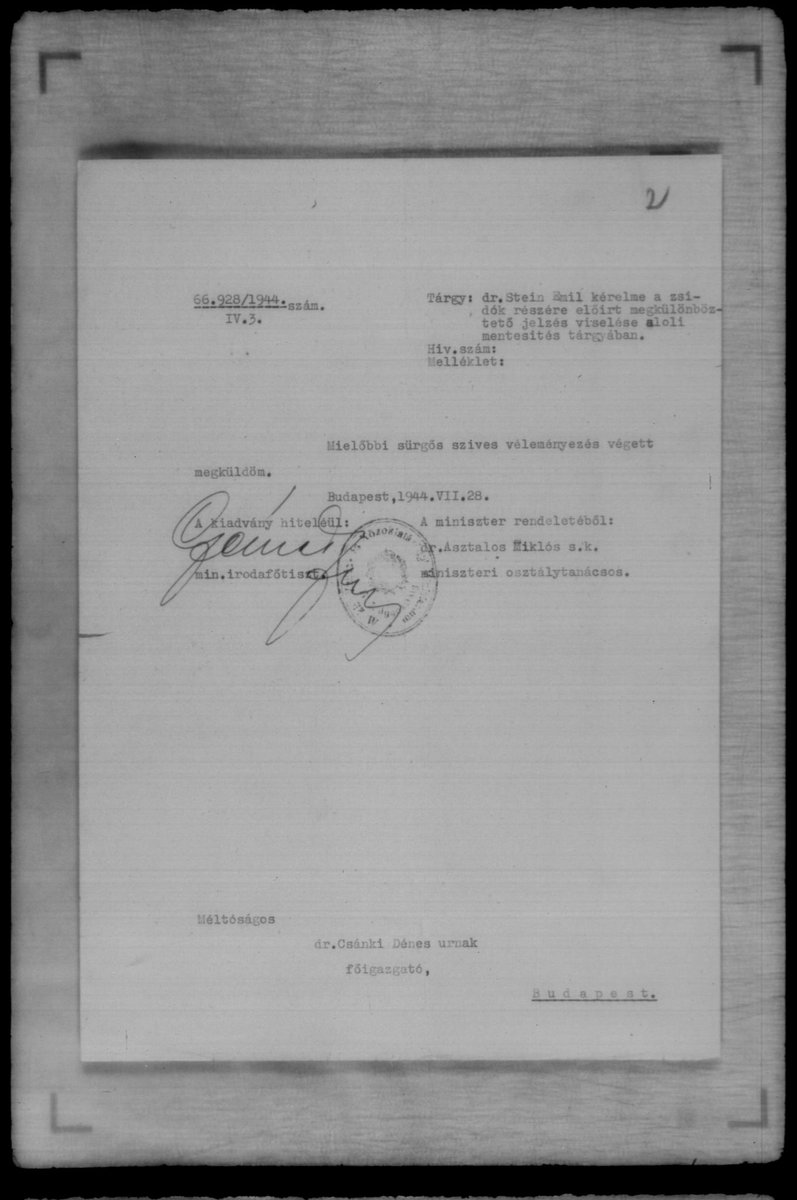 2
66.928/1944. szám.
IV.3.
Tárgy: dr.Stein Emil kérelme a zsi-
dók részére előirt megkülönböz-
tető jelzés viselése aloli
mentesités tárgyában.
Hiv.szám:
Melléklet:
Mielőbbi sürgős szives véleményezés végett
megküldöm.
Budapest,1944.VII.28.
A kiadvány hiteléül:
A miniszter rendeletéből:
dr.Asztalos Miklós s.k.
min.irodafőtiszt.
miniszteri osztálytanácsos.
Méltóságos
dr.Csánki Dénes urnak
főigazgató,
Budapest.